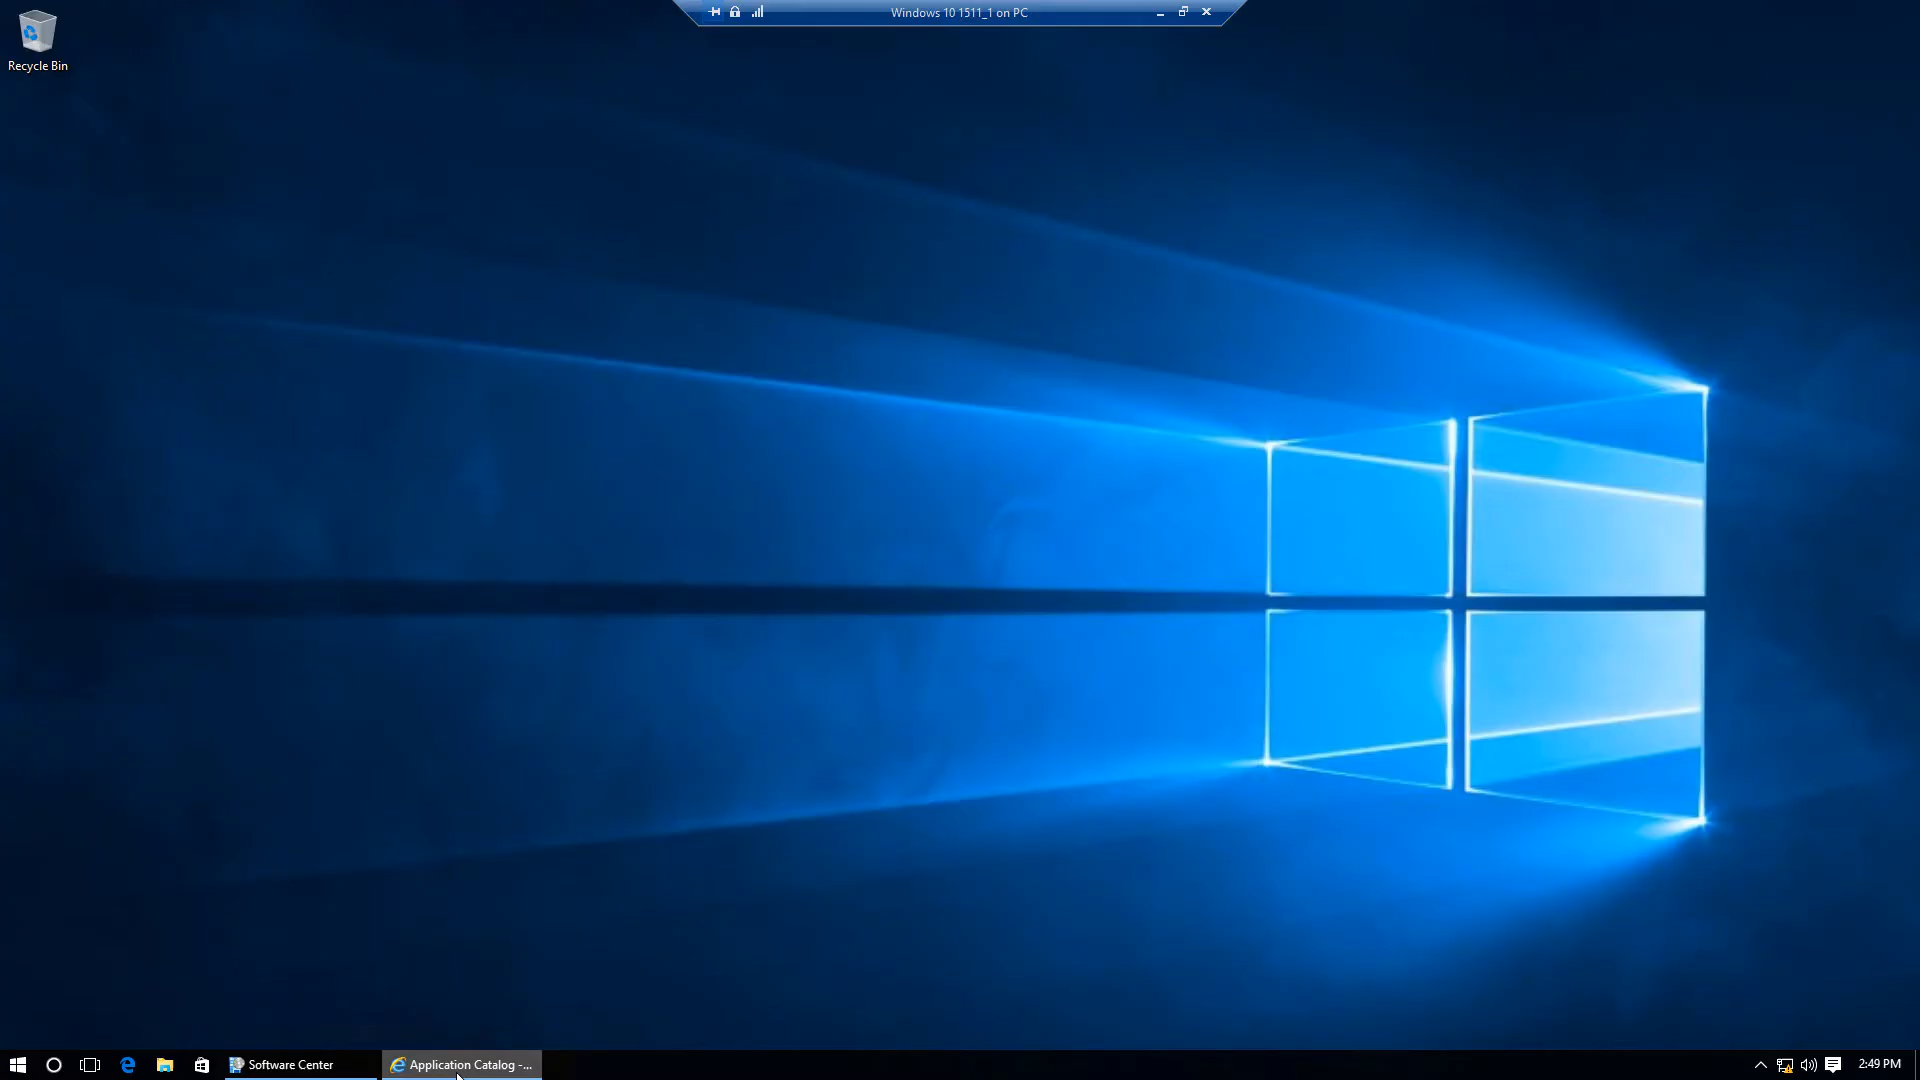 Windows 10 1511_1 on PC
Recycle Bin
Software Center
Application Catalog -...
2:49 PM